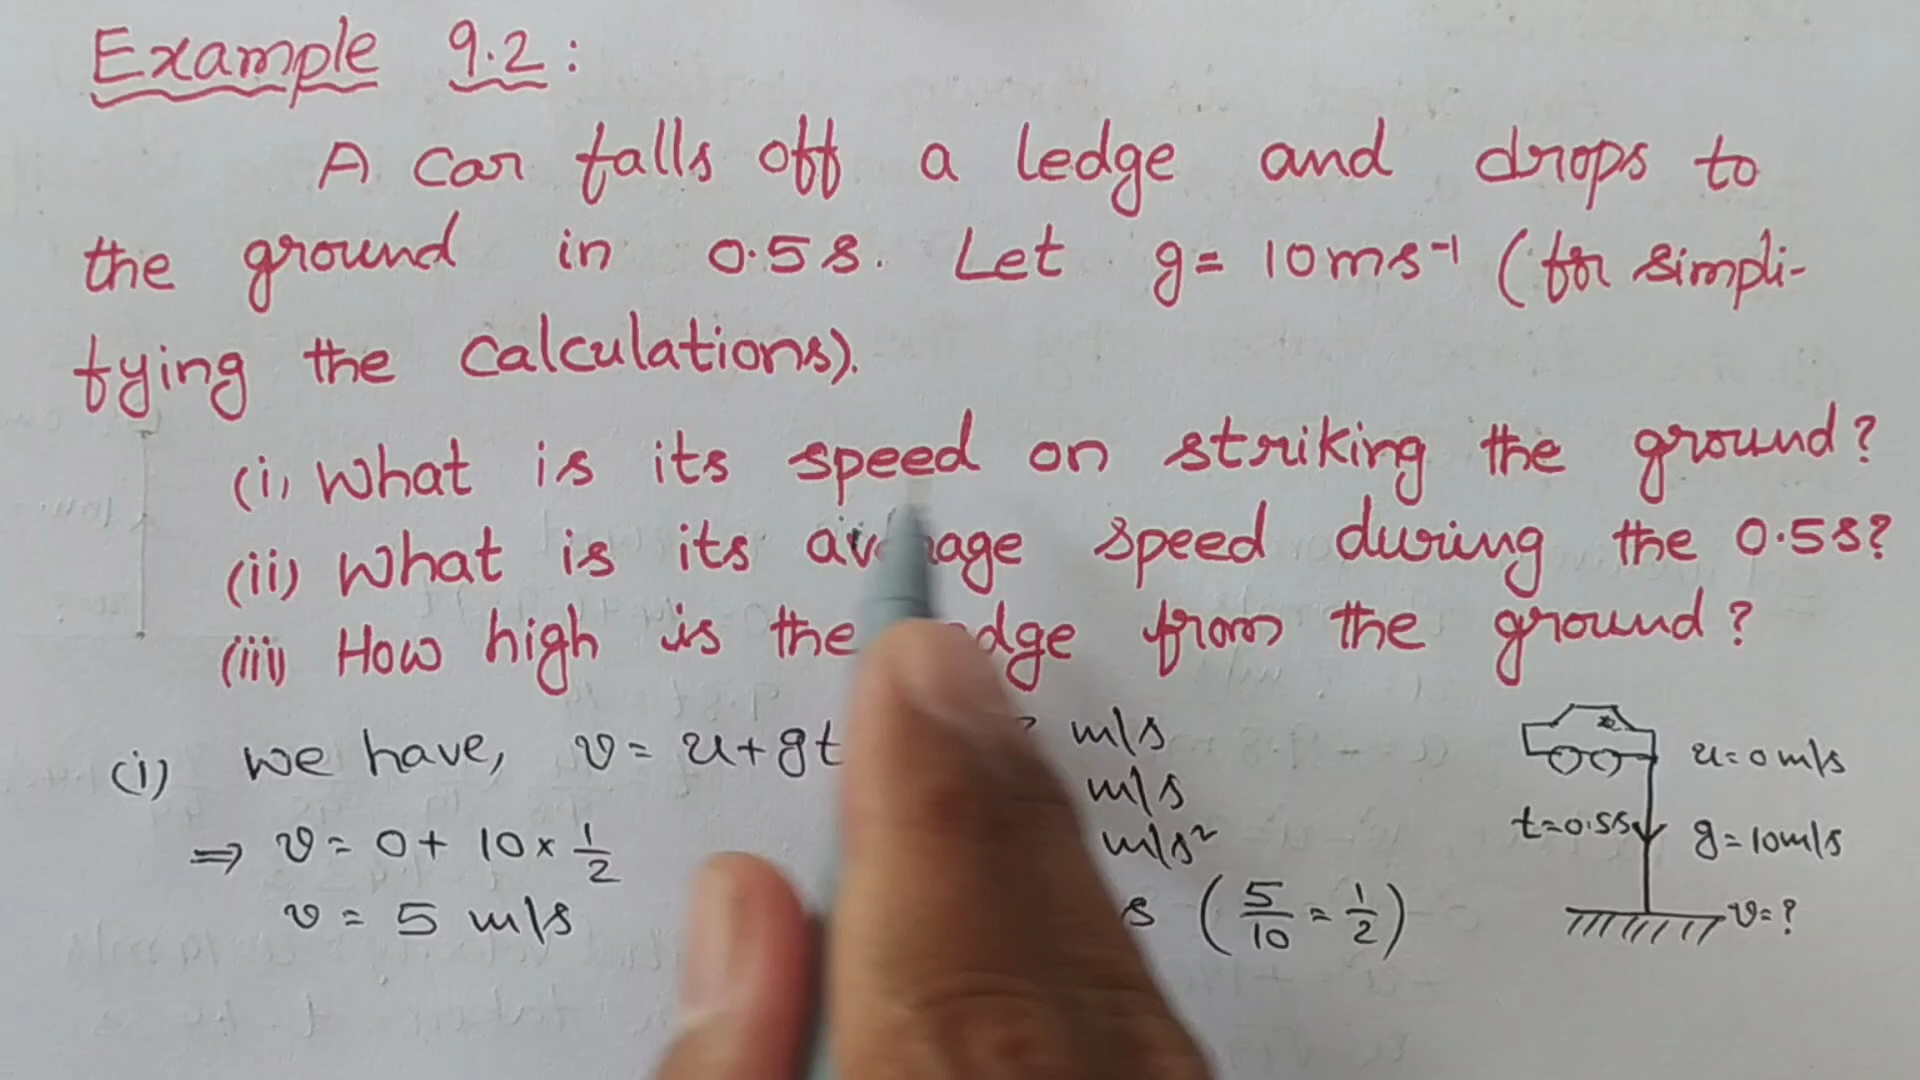 Example 9.2:
A car falls off a ledge and drops to
the ground in 0.5s. Let g = 10ms⁻¹ (for simpli-
fying the calculations).
(i) What is its speed on striking the ground?
(ii) What is its average speed during the 0.5s?
(iii) How high is the ledge from the ground?
(i) we have, v = u+gt m/s
m/s
⇒ v = 0 + 10 × 1/2 m/s²
v = 5 m/s s (5/10 = 1/2)
u=0m/s
t=0.5s g=10m/s
v=?